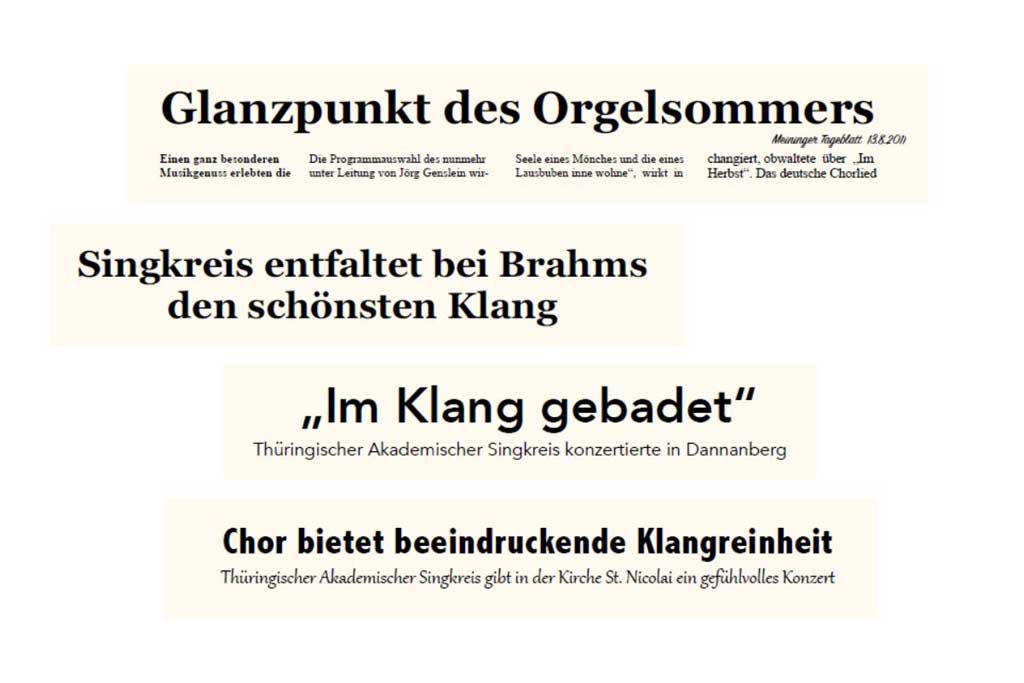 Glanzpunkt des Orgelsommers
Meininger Tageblatt 13.8.2011
Einen ganz besonderen
Musikgenuss erlebten die
Die Programmauswahl des nunmehr
unter Leitung von Jörg Genslein wir-
Seele eines Mönches und die eines
Lausbuben inne wohne“, wirkt in
changiert, obwaltete über „Im
Herbst“. Das deutsche Chorlied
Singkreis entfaltet bei Brahms
den schönsten Klang
„Im Klang gebadet“
Thüringischer Akademischer Singkreis konzertierte in Dannanberg
Chor bietet beeindruckende Klangreinheit
Thüringischer Akademischer Singkreis gibt in der Kirche St. Nicolai ein gefühlvolles Konzert